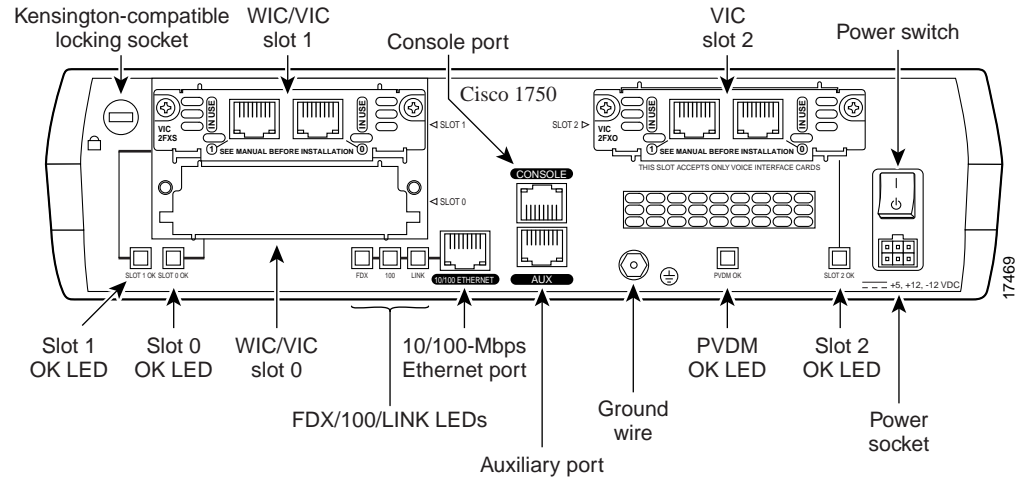 Kensington-compatible
locking socket
WIC/VIC
slot 1
Console port
VIC
slot 2
Power switch
Cisco 1750
VIC
2FXS
IN USE
IN USE
1
SEE MANUAL BEFORE INSTALLATION
0
SLOT 1
SLOT 2
VIC
2FXO
IN USE
IN USE
1
SEE MANUAL BEFORE INSTALLATION
0
THIS SLOT ACCEPTS ONLY VOICE INTERFACE CARDS
CONSOLE
SLOT 0
SLOT 1 OK
SLOT 0 OK
FDX
100
LINK
10/100 ETHERNET
AUX
PVDM OK
SLOT 2 OK
+5, +12, -12 VDC
17469
Slot 1
OK LED
Slot 0
OK LED
WIC/VIC
slot 0
10/100-Mbps
Ethernet port
PVDM
OK LED
Slot 2
OK LED
FDX/100/LINK LEDs
Ground
wire
Power
socket
Auxiliary port